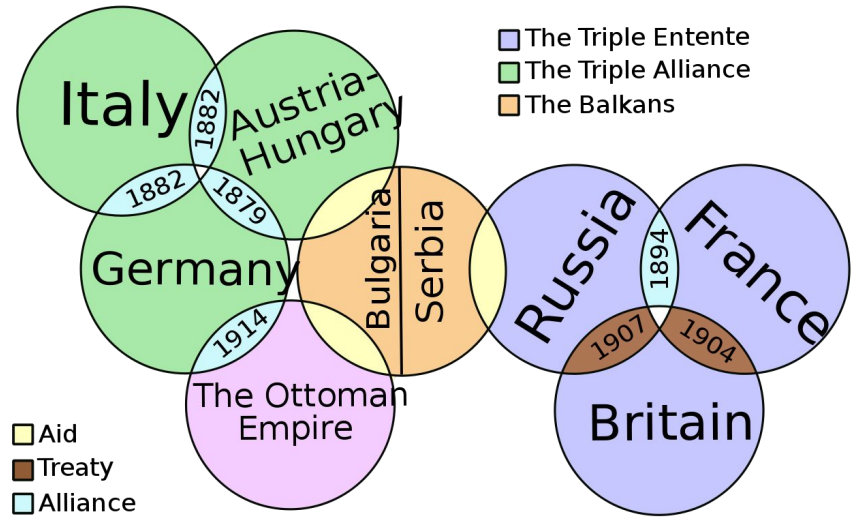 Italy
1882
Austria-
Hungary
The Triple Entente
The Triple Alliance
The Balkans
1882
1879
Germany
Bulgaria
Serbia
Russia
1894
France
1914
1907
1904
The Ottoman
Empire
Britain
Aid
Treaty
Alliance